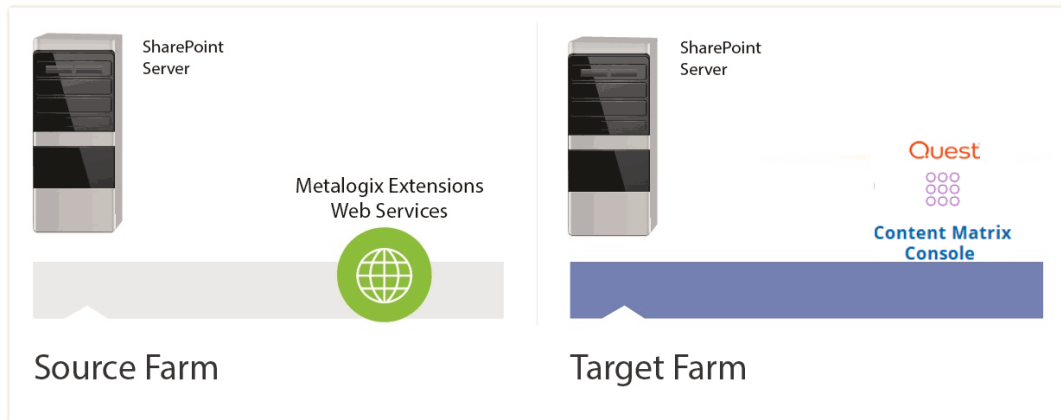 SharePoint
Server
Metalogix Extensions
Web Services
Source Farm
SharePoint
Server
Quest
Content Matrix
Console
Target Farm